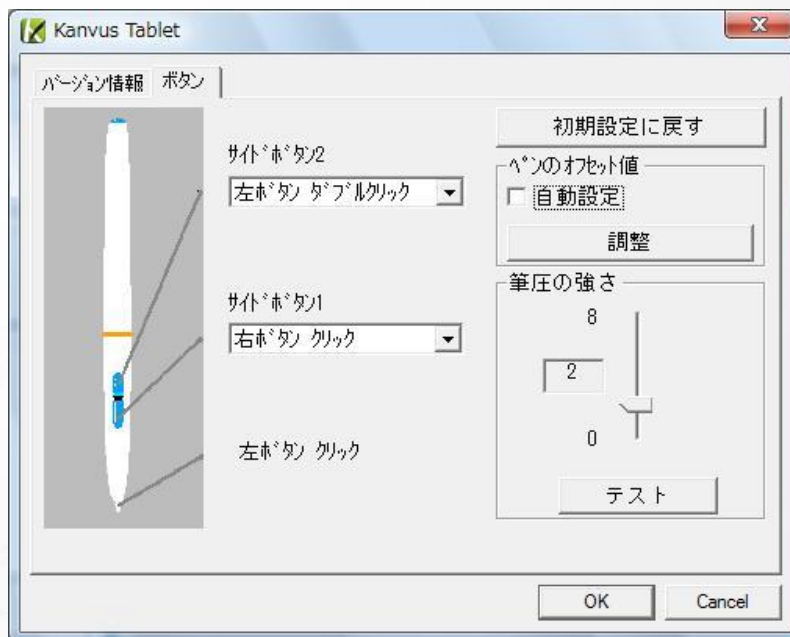 Kanvus Tablet
バージョン情報
ボタン
サイドボタン2
左ボタン ダブルクリック
サイドボタン1
右ボタン クリック
左ボタン クリック
初期設定に戻す
ペンのオフセット値
自動設定
調整
筆圧の強さ
8
2
0
テスト
OK
Cancel